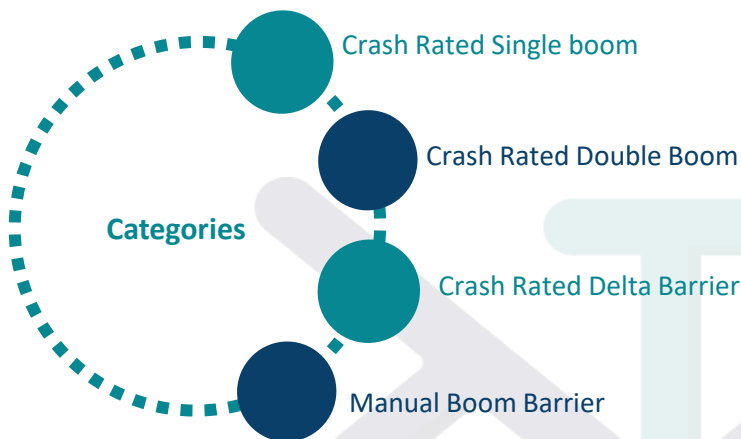 Crash Rated Single boom
Crash Rated Double Boom
Categories
Crash Rated Delta Barrier
Manual Boom Barrier